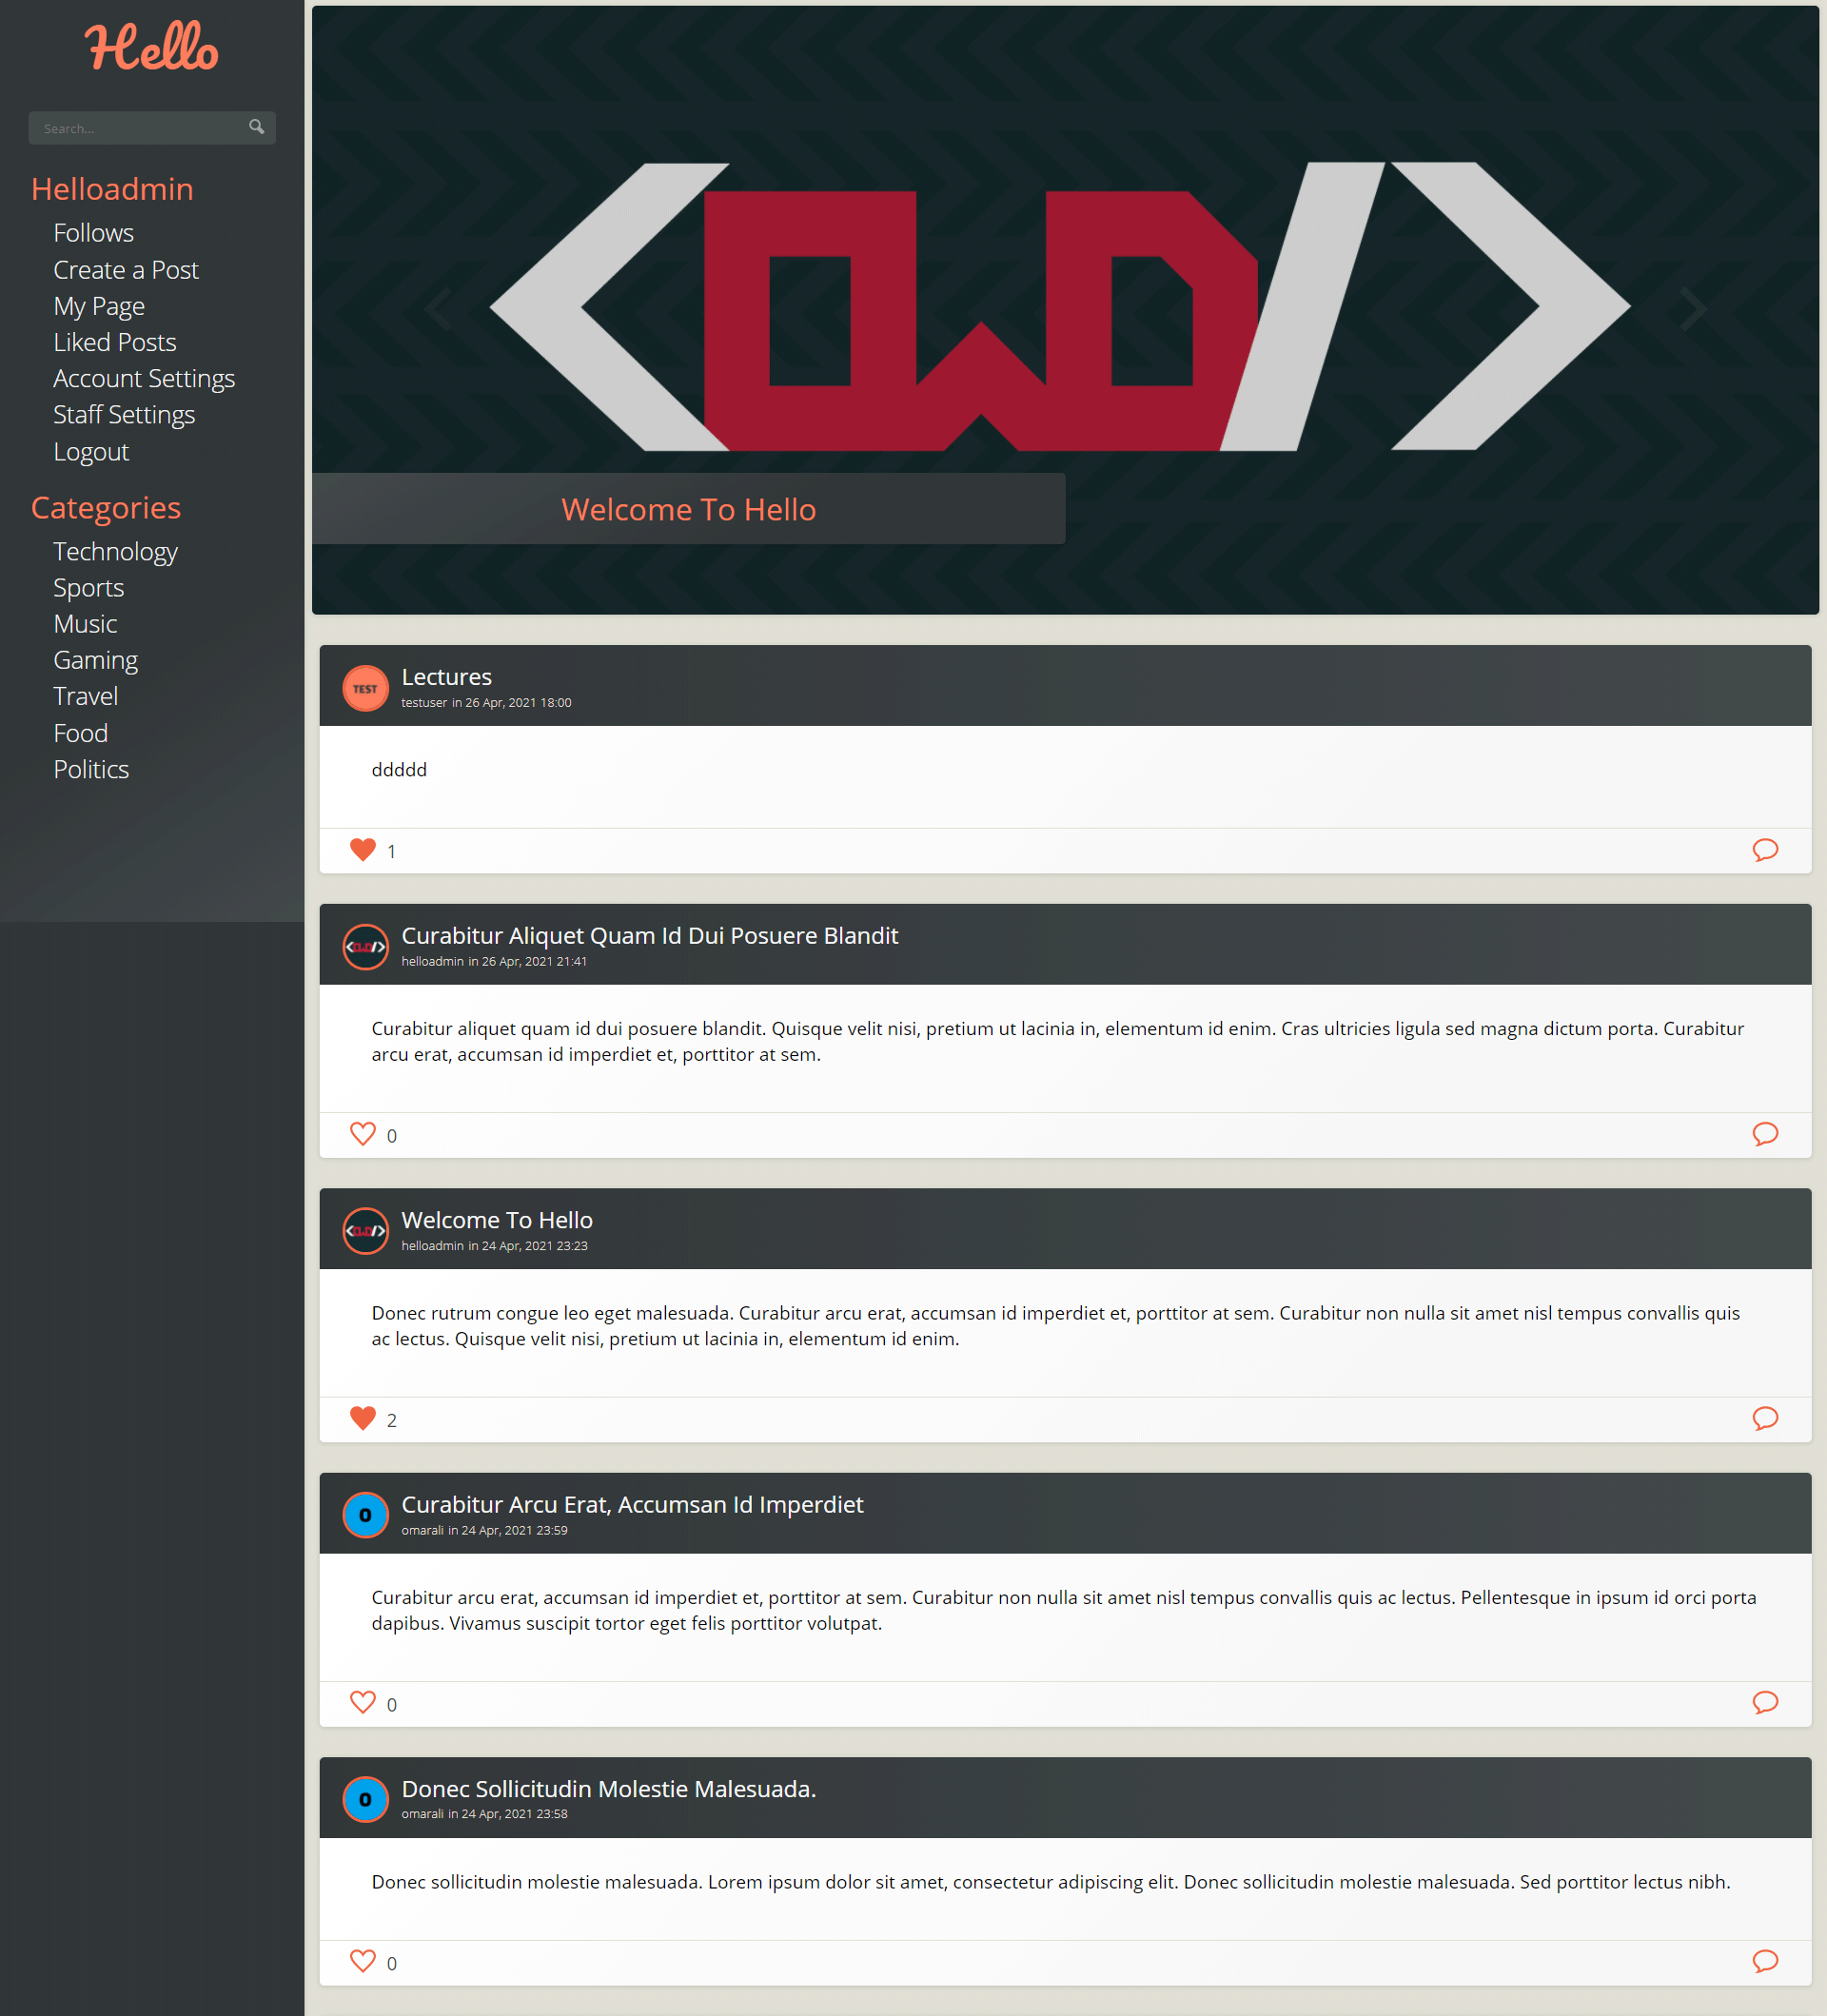 Hello
Search...
Helloadmin
Follows
Create a Post
My Page
Liked Posts
Account Settings
Staff Settings
Logout
Categories
Technology
Sports
Music
Gaming
Travel
Food
Politics
<OWD/>
Welcome To Hello
TEST
Lectures
testuser in 26 Apr, 2021 18:00
ddddd
1
<OWD/>
Curabitur Aliquet Quam Id Dui Posuere Blandit
helloadmin in 26 Apr, 2021 21:41
Curabitur aliquet quam id dui posuere blandit. Quisque velit nisi, pretium ut lacinia in, elementum id enim. Cras ultricies ligula sed magna dictum porta. Curabitur
arcu erat, accumsan id imperdiet et, porttitor at sem.
0
<OWD/>
Welcome To Hello
helloadmin in 24 Apr, 2021 23:23
Donec rutrum congue leo eget malesuada. Curabitur arcu erat, accumsan id imperdiet et, porttitor at sem. Curabitur non nulla sit amet nisl tempus convallis quis
ac lectus. Quisque velit nisi, pretium ut lacinia in, elementum id enim.
2
O
Curabitur Arcu Erat, Accumsan Id Imperdiet
omarali in 24 Apr, 2021 23:59
Curabitur arcu erat, accumsan id imperdiet et, porttitor at sem. Curabitur non nulla sit amet nisl tempus convallis quis ac lectus. Pellentesque in ipsum id orci porta
dapibus. Vivamus suscipit tortor eget felis porttitor volutpat.
0
O
Donec Sollicitudin Molestie Malesuada.
omarali in 24 Apr, 2021 23:58
Donec sollicitudin molestie malesuada. Lorem ipsum dolor sit amet, consectetur adipiscing elit. Donec sollicitudin molestie malesuada. Sed porttitor lectus nibh.
0